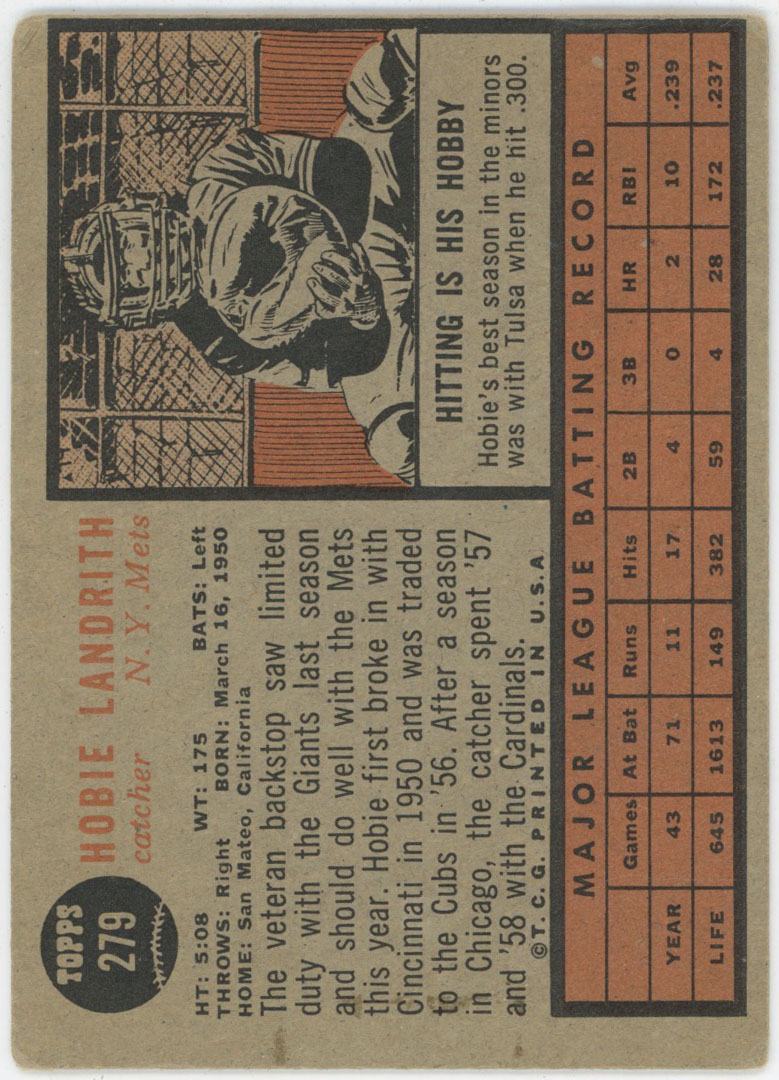 TOPPS
279
HOBIE LANDRITH
catcher N. Y. Mets
HT: 5:08 WT: 175 BATS: Left
THROWS: Right BORN: March 16, 1950
HOME: San Mateo, California
The veteran backstop saw limited
duty with the Giants last season
and should do well with the Mets
this year. Hobie first broke in with
Cincinnati in 1950 and was traded
to the Cubs in '56. After a season
in Chicago, the catcher spent '57
and '58 with the Cardinals.
©T. C. G. PRINTED IN U. S. A
HITTING IS HIS HOBBY
Hobie's best season in the minors
was with Tulsa when he hit .300.
MAJOR LEAGUE BATTING RECORD
Games At Bat Runs Hits 2B 3B HR RBI Avg
YEAR 43 71 11 17 4 0 2 10 .239
LIFE 645 1613 149 382 59 4 28 172 .237